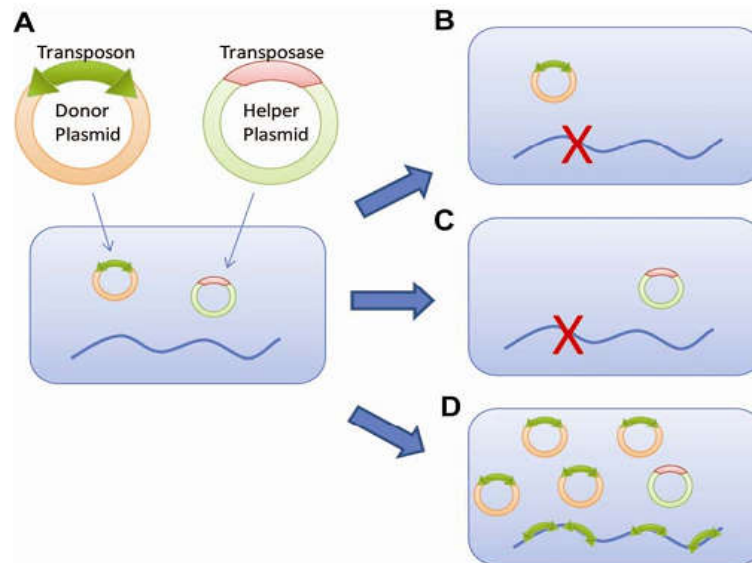 A
Transposon
Donor
Plasmid
Transposase
Helper
Plasmid
B
X
C
X
D